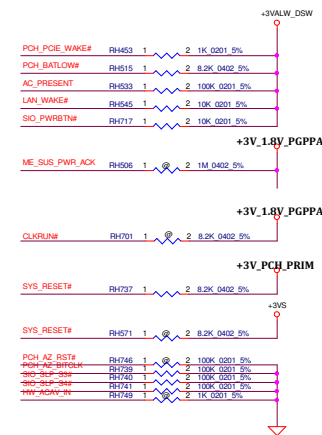 +3VALW_DSW
PCH_PCIE_WAKE# RH453 1 2 1K_0201_5%
PCH_BATLOW# RH515 1 2 8.2K_0402_5%
AC_PRESENT RH533 1 2 100K_0201_5%
LAN_WAKE# RH545 1 2 10K_0201_5%
SIO_PWRBTN# RH717 1 2 10K_0201_5%
+3V_1.8V_PGPPA
ME_SUS_PWR_ACK RH506 1 @ 2 1M_0402_5%
+3V_1.8V_PGPPA
CLKRUN# RH701 1 @ 2 8.2K_0402_5%
+3V_PCH_PRIM
SYS_RESET# RH737 1 2 8.2K_0402_5%
+3VS
SYS_RESET# RH571 1 @ 2 8.2K_0402_5%
PCH_AZ_RST# RH746 1 @ 2 100K_0201_5%
PCH_AZ_BITCLK RH739 1 2 100K_0201_5%
SIO_SLP_S3# RH740 1 2 100K_0201_5%
SIO_SLP_S4# RH741 1 2 100K_0201_5%
HW_ACAV_IN RH749 1 @ 2 1K_0201_5%